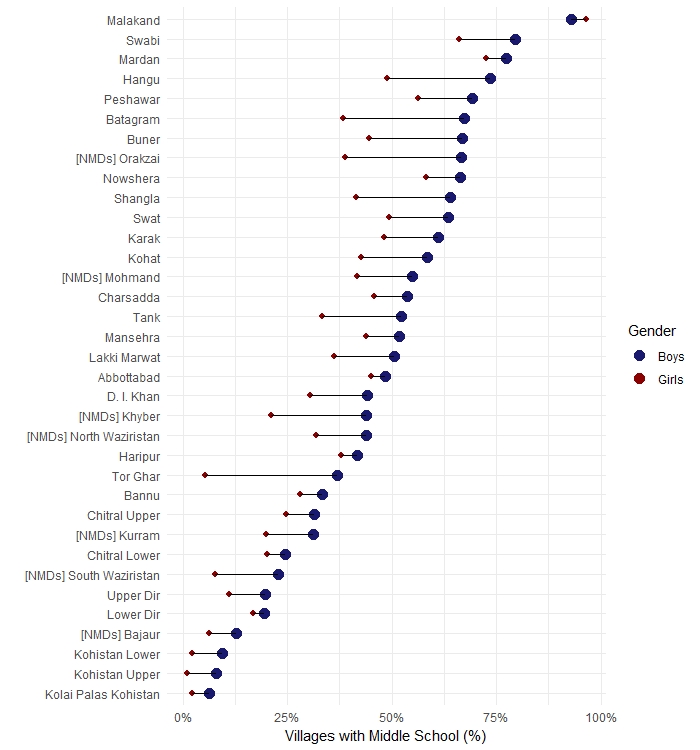 Malakand
Swabi
Mardan
Hangu
Peshawar
Batagram
Buner
[NMDs] Orakzai
Nowshera
Shangla
Swat
Karak
Kohat
[NMDs] Mohmand
Charsadda
Tank
Mansehra
Lakki Marwat
Abbottabad
D. I. Khan
[NMDs] Khyber
[NMDs] North Waziristan
Haripur
Tor Ghar
Bannu
Chitral Upper
[NMDs] Kurram
Chitral Lower
[NMDs] South Waziristan
Upper Dir
Lower Dir
[NMDs] Bajaur
Kohistan Lower
Kohistan Upper
Kolai Palas Kohistan
0% 25% 50% 75% 100%
Villages with Middle School (%)
Gender
Boys
Girls